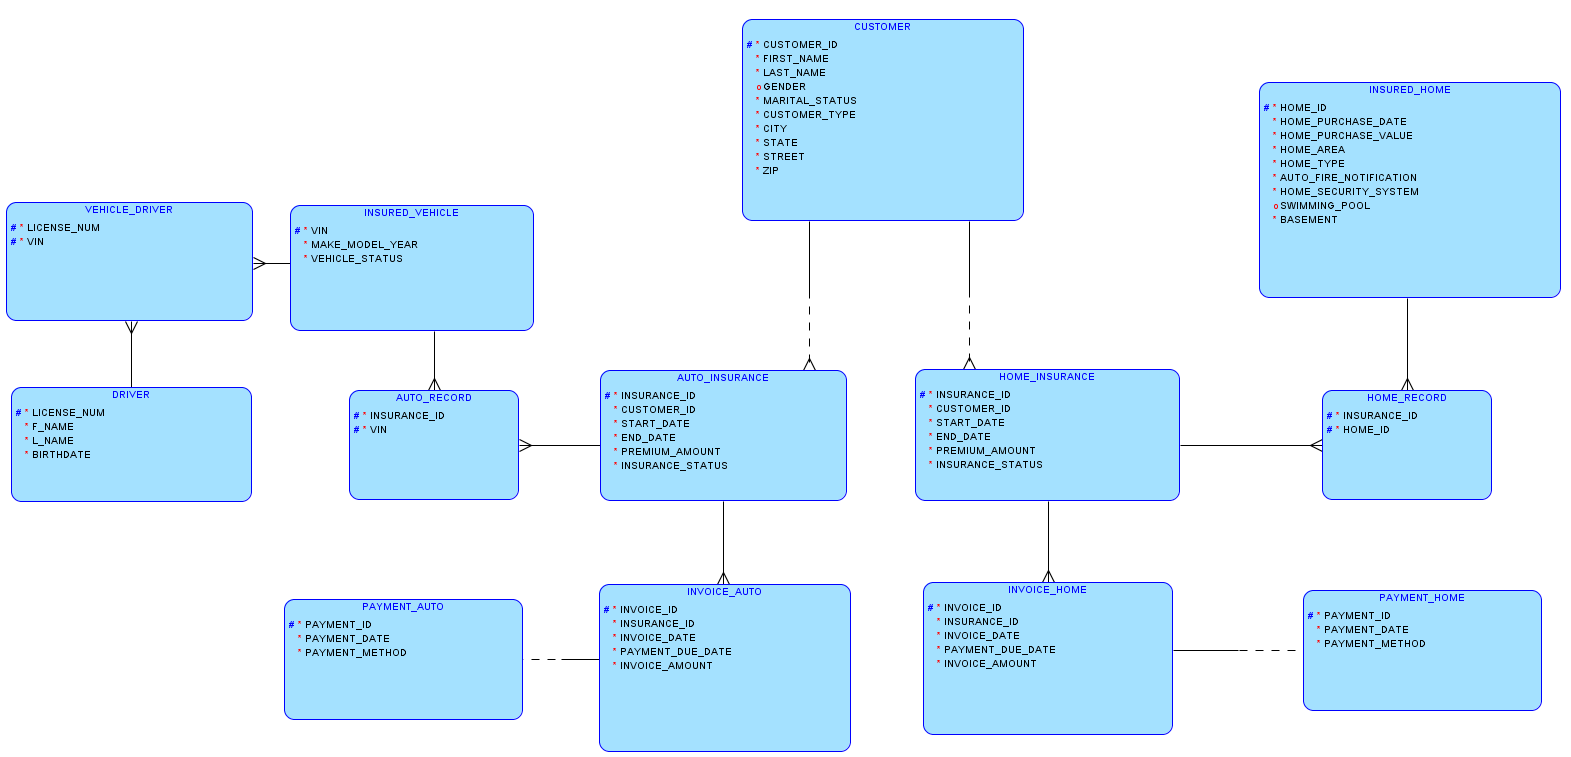 CUSTOMER
# * CUSTOMER_ID
* FIRST_NAME
* LAST_NAME
o GENDER
* MARITAL_STATUS
* CUSTOMER_TYPE
* CITY
* STATE
* STREET
* ZIP
INSURED_HOME
# * HOME_ID
* HOME_PURCHASE_DATE
* HOME_PURCHASE_VALUE
* HOME_AREA
* HOME_TYPE
* AUTO_FIRE_NOTIFICATION
* HOME_SECURITY_SYSTEM
o SWIMMING_POOL
* BASEMENT
VEHICLE_DRIVER
# * LICENSE_NUM
# * VIN
INSURED_VEHICLE
# * VIN
* MAKE_MODEL_YEAR
* VEHICLE_STATUS
DRIVER
# * LICENSE_NUM
* F_NAME
* L_NAME
* BIRTHDATE
AUTO_RECORD
# * INSURANCE_ID
# * VIN
AUTO_INSURANCE
# * INSURANCE_ID
* CUSTOMER_ID
* START_DATE
* END_DATE
* PREMIUM_AMOUNT
* INSURANCE_STATUS
HOME_INSURANCE
# * INSURANCE_ID
* CUSTOMER_ID
* START_DATE
* END_DATE
* PREMIUM_AMOUNT
* INSURANCE_STATUS
HOME_RECORD
# * INSURANCE_ID
# * HOME_ID
PAYMENT_AUTO
# * PAYMENT_ID
* PAYMENT_DATE
* PAYMENT_METHOD
INVOICE_AUTO
# * INVOICE_ID
* INSURANCE_ID
* INVOICE_DATE
* PAYMENT_DUE_DATE
* INVOICE_AMOUNT
INVOICE_HOME
# * INVOICE_ID
* INSURANCE_ID
* INVOICE_DATE
* PAYMENT_DUE_DATE
* INVOICE_AMOUNT
PAYMENT_HOME
# * PAYMENT_ID
* PAYMENT_DATE
* PAYMENT_METHOD